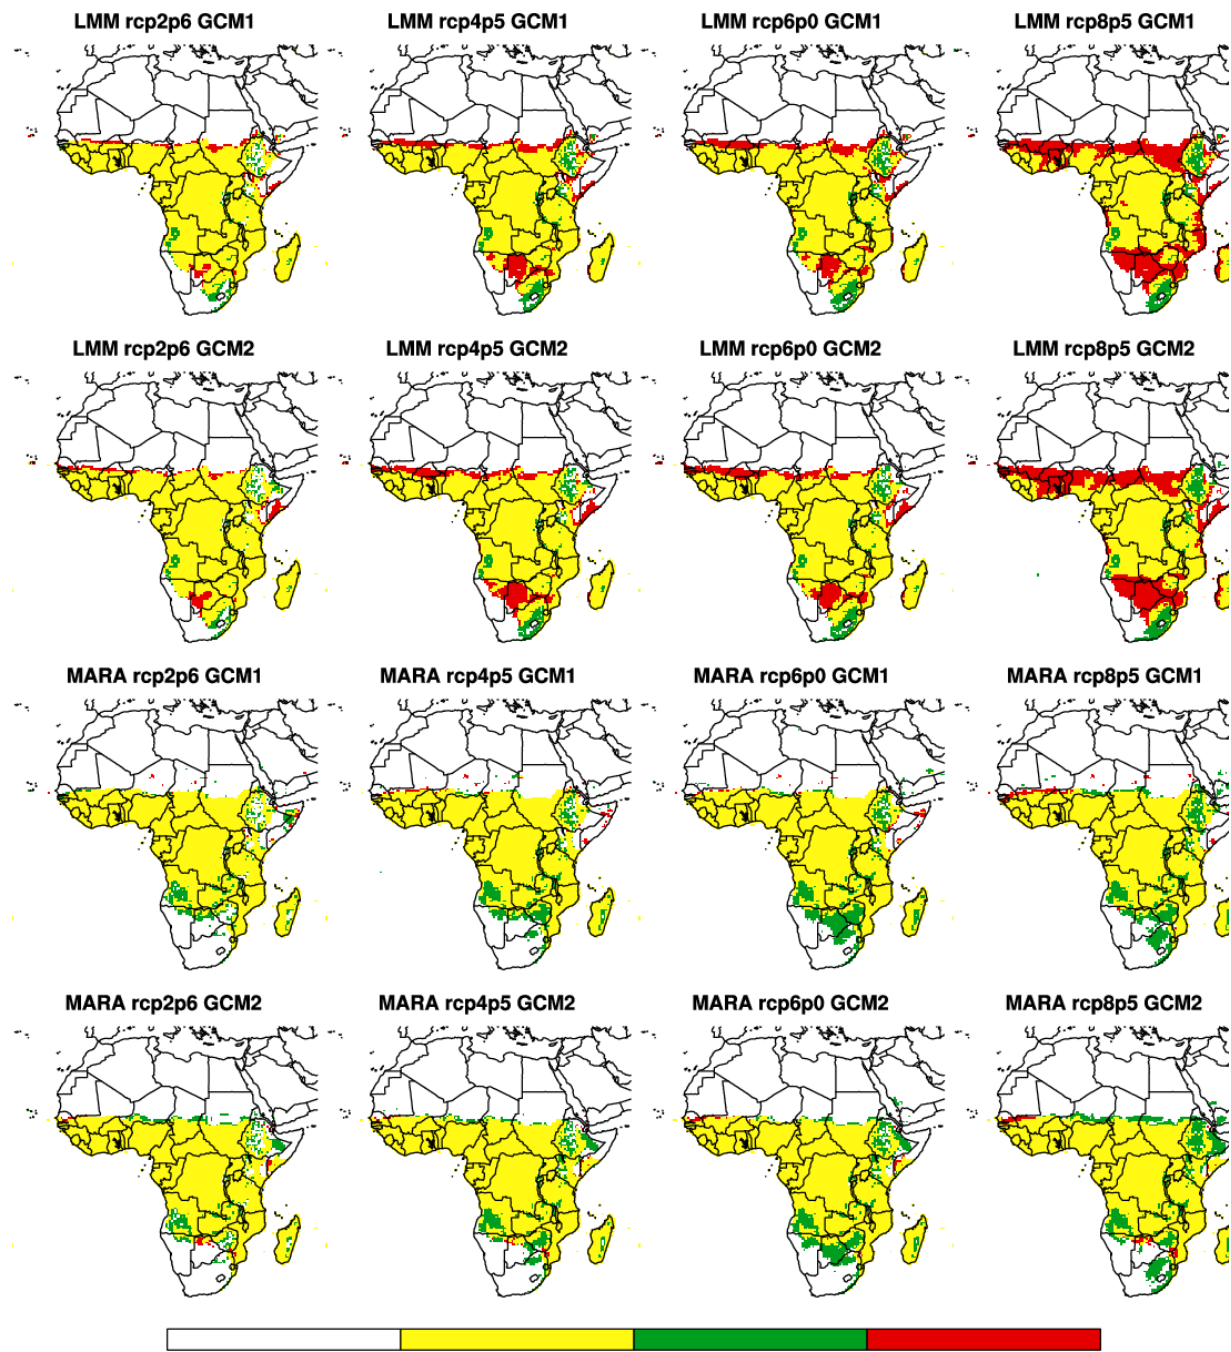 LMM rcp2p6 GCM1 LMM rcp4p5 GCM1 LMM rcp6p0 GCM1 LMM rcp8p5 GCM1
LMM rcp2p6 GCM2 LMM rcp4p5 GCM2 LMM rcp6p0 GCM2 LMM rcp8p5 GCM2
MARA rcp2p6 GCM1 MARA rcp4p5 GCM1 MARA rcp6p0 GCM1 MARA rcp8p5 GCM1
MARA rcp2p6 GCM2 MARA rcp4p5 GCM2 MARA rcp6p0 GCM2 MARA rcp8p5 GCM2